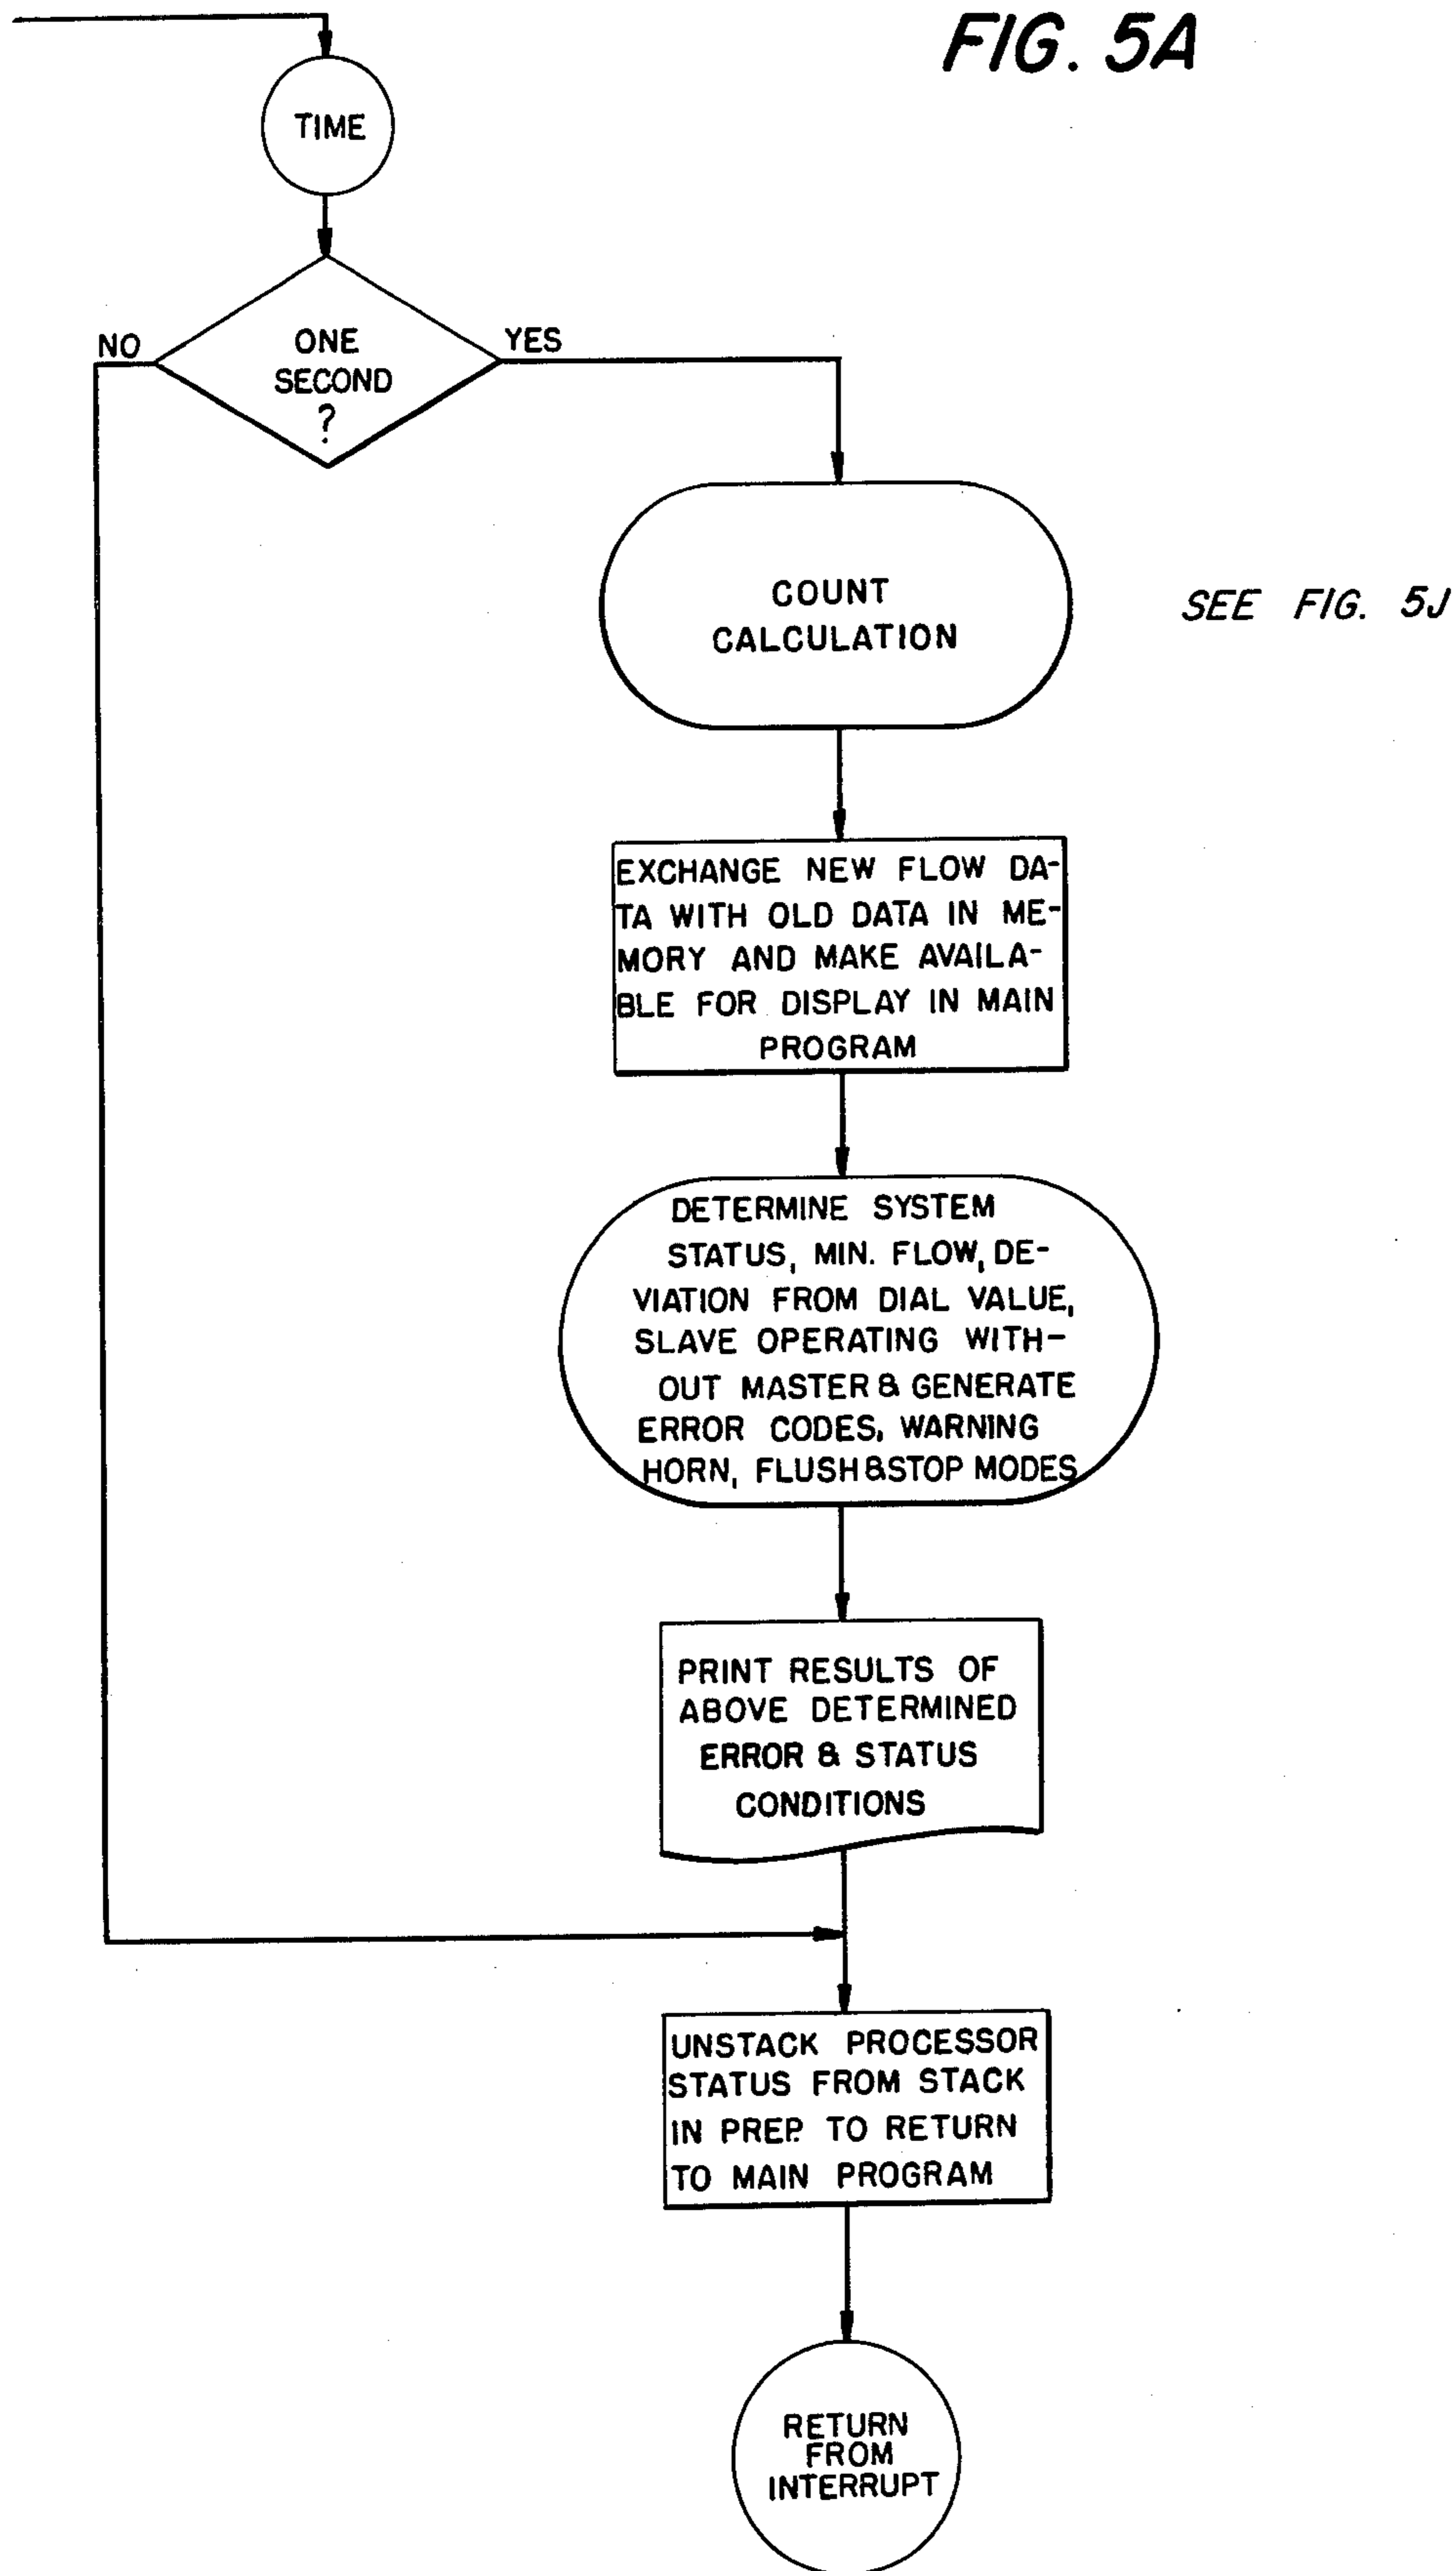 FIG. 5A
TIME
NO
ONE
SECOND
?
YES
COUNT
CALCULATION
SEE FIG. 5J
EXCHANGE NEW FLOW DA-
TA WITH OLD DATA IN ME-
MORY AND MAKE AVAILA-
BLE FOR DISPLAY IN MAIN
PROGRAM
DETERMINE SYSTEM
STATUS, MIN. FLOW, DE-
VIATION FROM DIAL VALUE,
SLAVE OPERATING WITH-
OUT MASTER & GENERATE
ERROR CODES, WARNING
HORN, FLUSH & STOP MODES
PRINT RESULTS OF
ABOVE DETERMINED
ERROR & STATUS
CONDITIONS
UNSTACK PROCESSOR
STATUS FROM STACK
IN PREP. TO RETURN
TO MAIN PROGRAM
RETURN
FROM
INTERRUPT